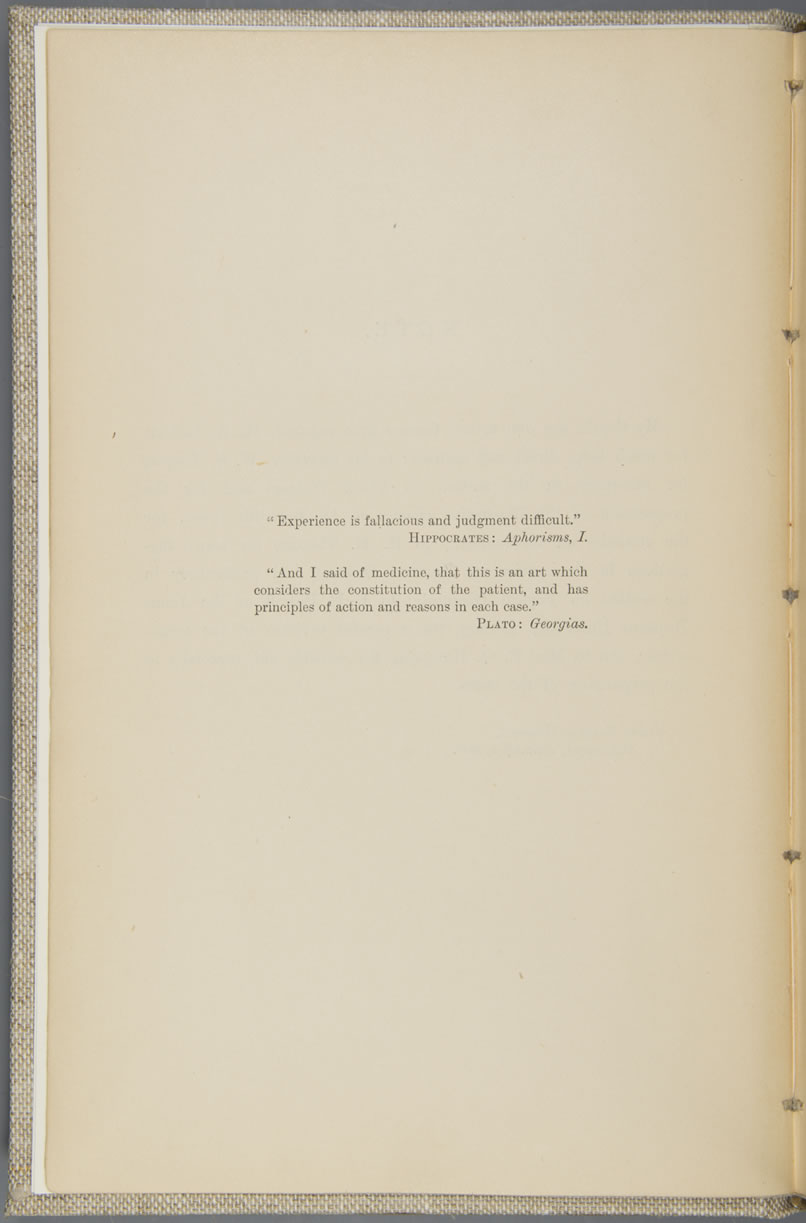 “Experience is fallacious and judgment difficult.”
HIPPOCRATES: Aphorisms, I.
“And I said of medicine, that this is an art which
considers the constitution of the patient, and has
principles of action and reasons in each case.”
PLATO: Georgias.